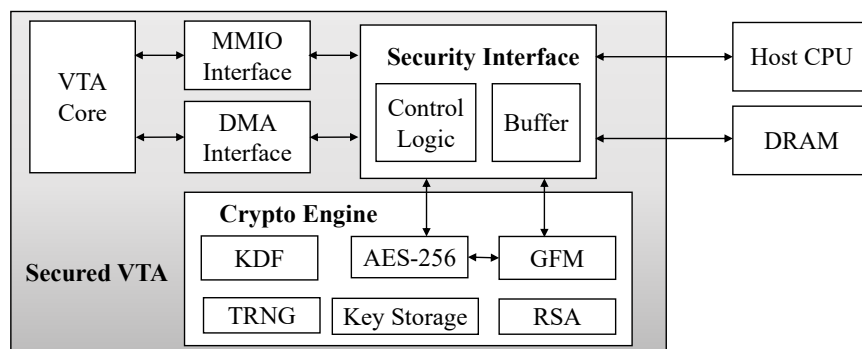 VTA
Core
MMIO
Interface
DMA
Interface
Security Interface
Control
Logic
Buffer
Host CPU
DRAM
Crypto Engine
KDF
AES-256
GFM
Secured VTA
TRNG
Key Storage
RSA